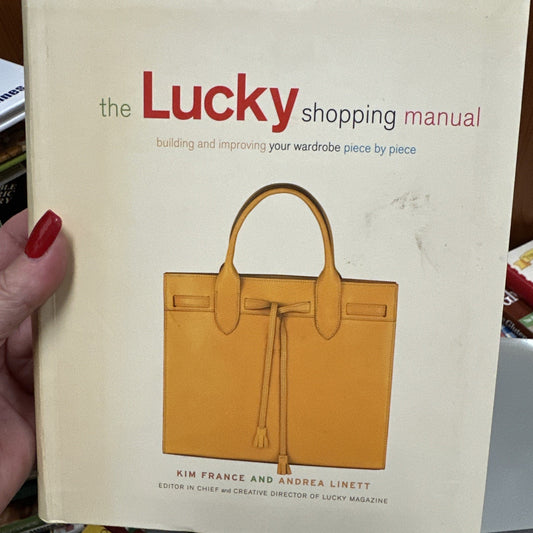 the Lucky shopping manual
building and improving your wardrobe piece by piece
KIM FRANCE AND ANDREA LINETT
EDITOR IN CHIEF and CREATIVE DIRECTOR OF LUCKY MAGAZINE